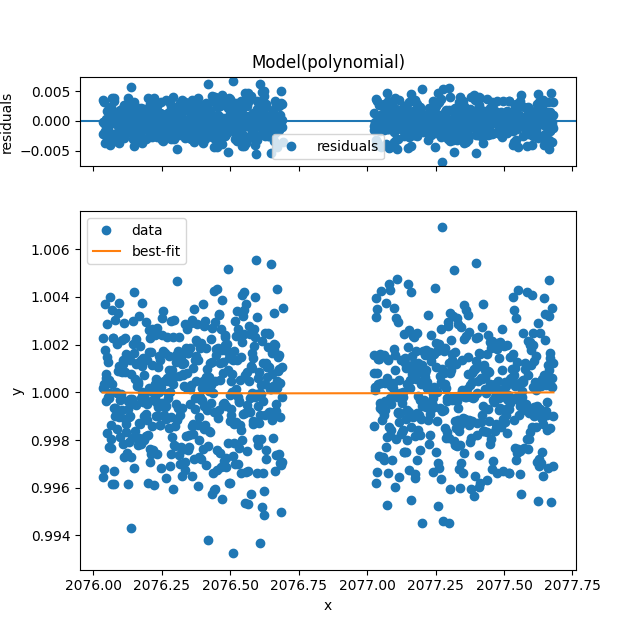 Model(polynomial)
residuals
0.005
0.000
−0.005
residuals
y
1.006
1.004
1.002
1.000
0.998
0.996
0.994
data
best-fit
2076.00 2076.25 2076.50 2076.75 2077.00 2077.25 2077.50 2077.75
x